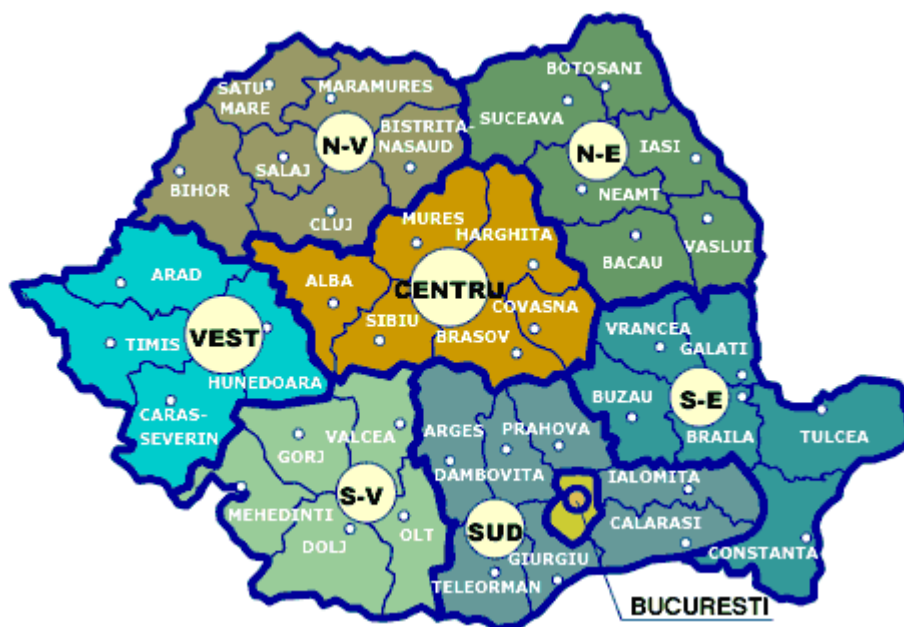 BOTOSANI
SATU
MARE
MARAMURES
SUCEAVA
BISTRITA-
NASAUD
N-V
N-E
IASI
SALAJ
BIHOR
NEAMT
CLUJ
MURES
HARGHITA
VASLUI
BACAU
ARAD
ALBA
CENTRU
COVASNA
SIBIU
BRASOV
VRANCEA
GALATI
TIMIS
VEST
HUNEDOARA
BUZAU
S-E
CARAS-
SEVERIN
VALCEA
GORJ
ARGES
PRAHOVA
BRAILA
TULCEA
DAMBOVITA
IALOMITA
S-V
MEHEDINTI
DOLJ
OLT
SUD
CALARASI
GIURGIU
CONSTANTA
TELEORMAN
BUCURESTI